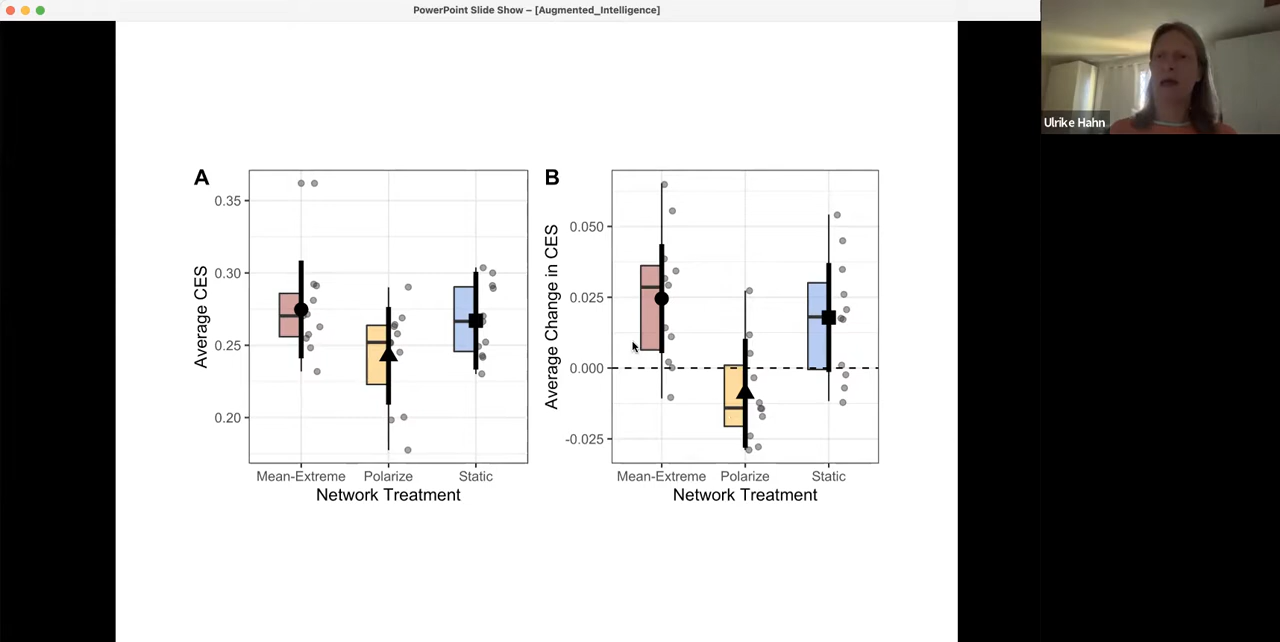 PowerPoint Slide Show – [Augmented_Intelligence]
Ulrike Hahn
A
Average CES
0.35
0.30
0.25
0.20
Mean-Extreme Polarize Static
Network Treatment
B
Average Change in CES
0.050
0.025
0.000
-0.025
Mean-Extreme Polarize Static
Network Treatment